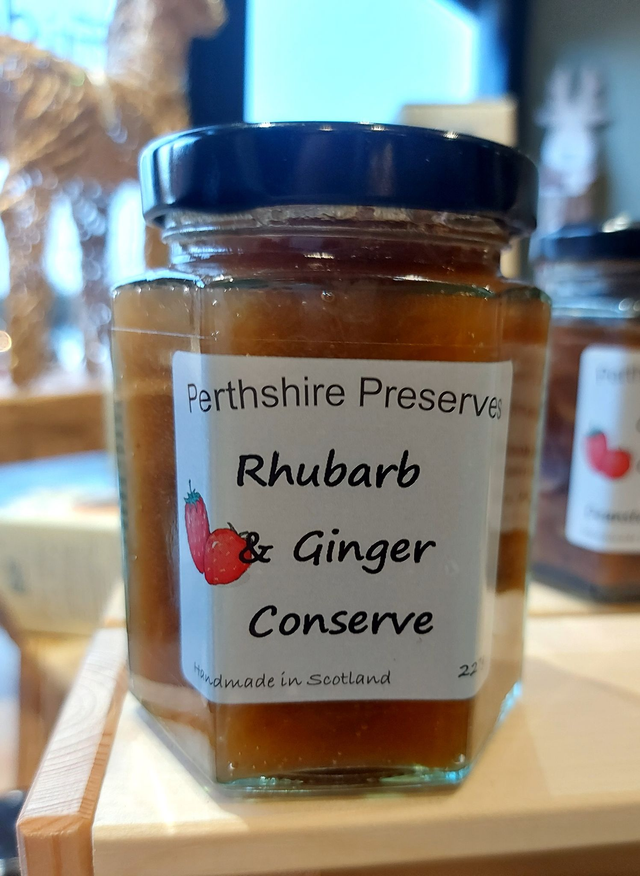 Perthshire Preserves
Rhubarb
& Ginger
Conserve
Handmade in Scotland